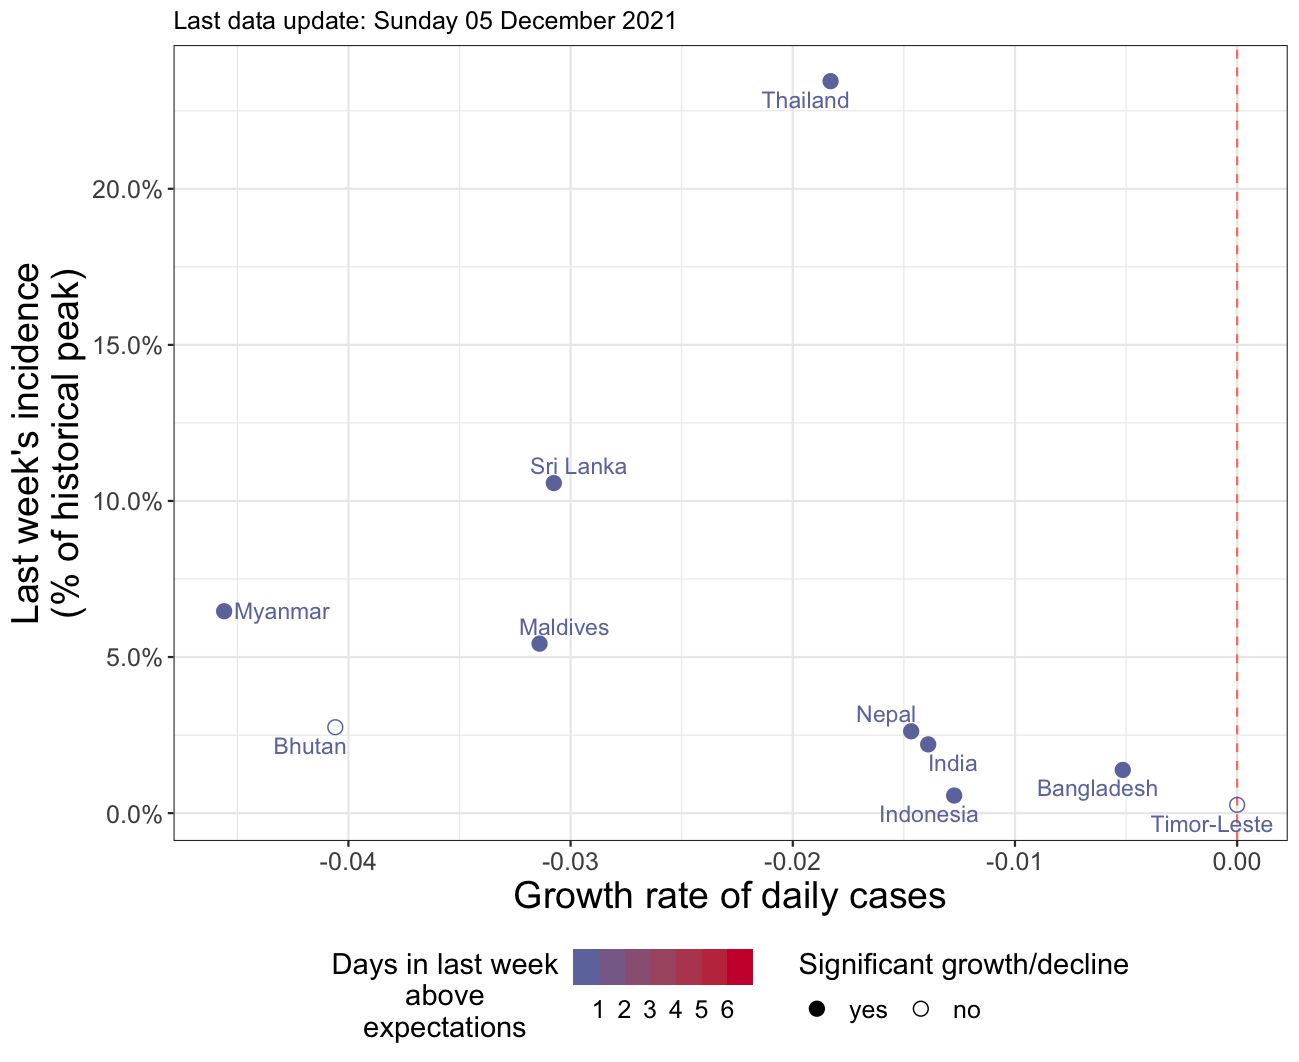 Last data update: Sunday 05 December 2021
Last week's incidence
(% of historical peak)
20.0%
15.0%
10.0%
5.0%
0.0%
Thailand
Sri Lanka
Myanmar
Maldives
Bhutan
Nepal
India
Bangladesh
Indonesia
Timor-Leste
-0.04 -0.03 -0.02 -0.01 0.00
Growth rate of daily cases
Days in last week
above
expectations
1 2 3 4 5 6
Significant growth/decline
yes no